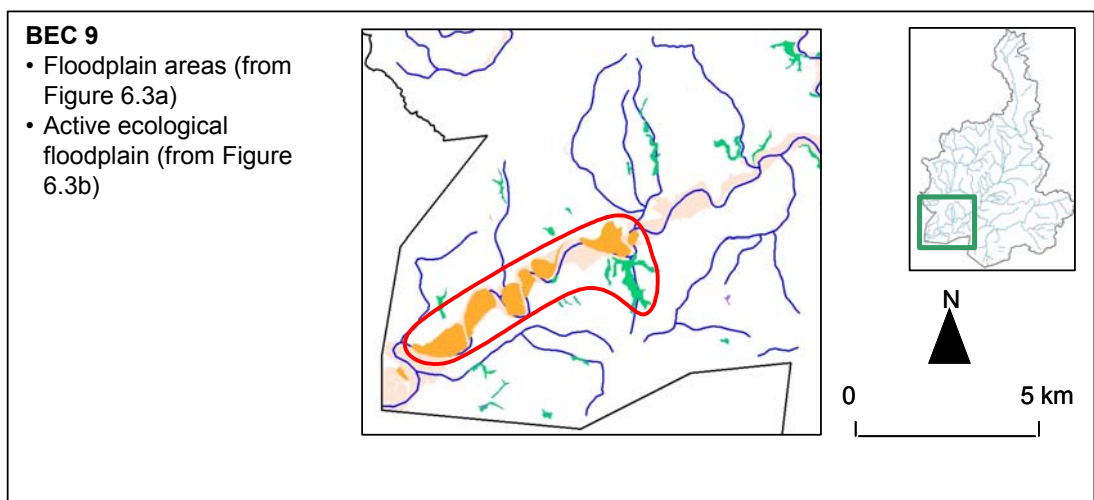 BEC 9
• Floodplain areas (from
Figure 6.3a)
• Active ecological
floodplain (from Figure
6.3b)
N
0 5 km